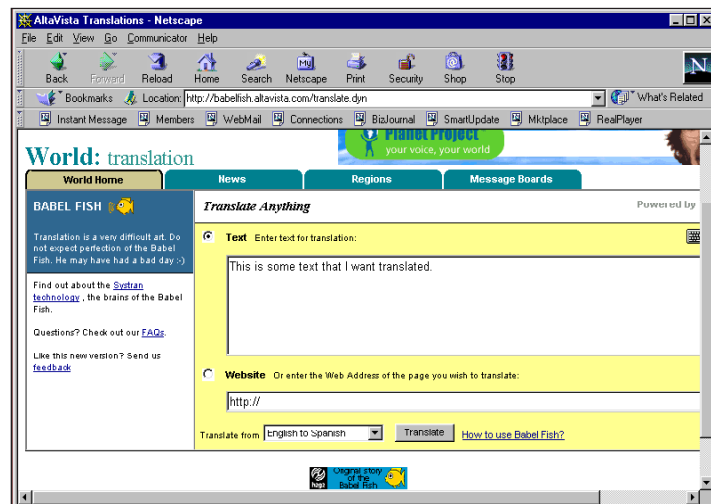 AltaVista Translations - Netscape
File Edit View Go Communicator Help
Back Forward Reload Home Search Netscape Print Security Shop Stop
N
Bookmarks Location: http://babelfish.altavista.com/translate.dyn What's Related
Instant Message Members WebMail Connections BizJournal SmartUpdate Mktplace RealPlayer
Planet Project
your voice, your world
World: translation
World Home News Regions Message Boards
BABEL FISH
Translation is a very difficult art. Do
not expect perfection of the Babel
Fish. He may have had a bad day :-)
Find out about the Systran
technology , the brains of the Babel
Fish.
Questions? Check out our FAQs.
Like this new version? Send us
feedback
Translate Anything Powered by
Text Enter text for translation:
This is some text that I want translated.
Website Or enter the Web Address of the page you wish to translate:
http://
Translate from English to Spanish Translate How to use Babel Fish?
h2g2
Original story
of the
Babel Fish